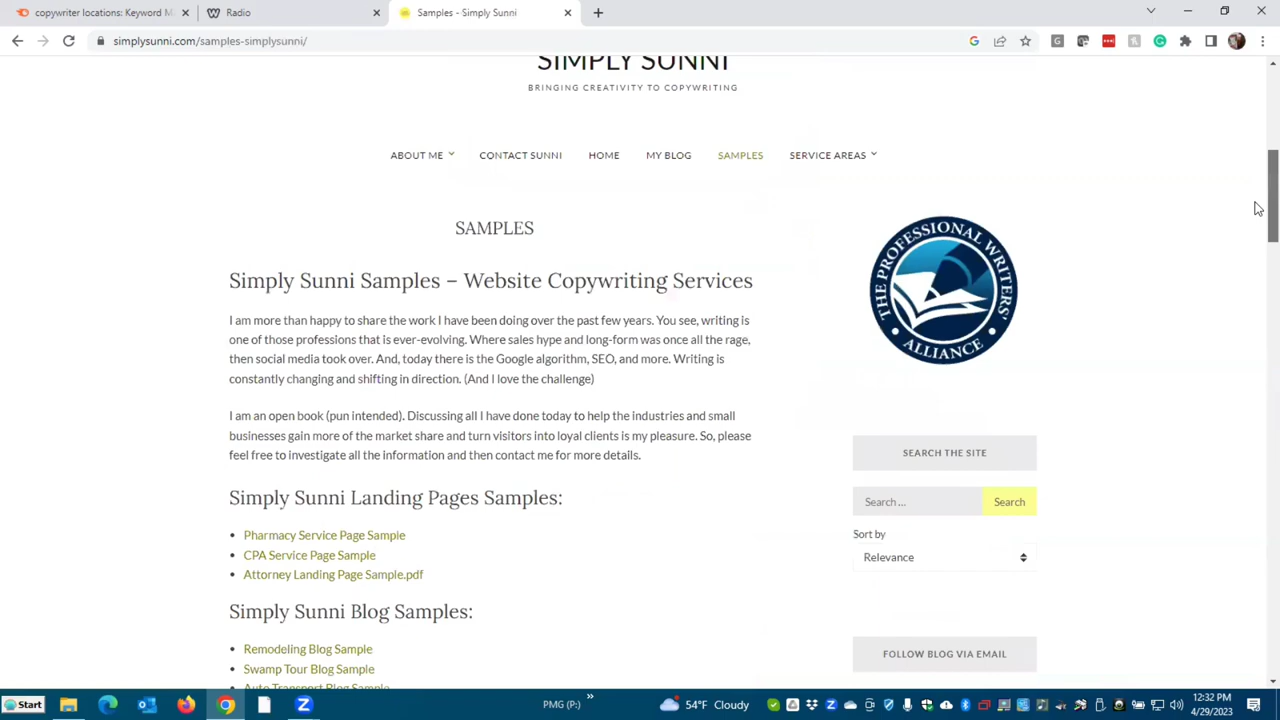 copywriter locations: Keyword M
Radio
Samples - Simply Sunni
simplysunni.com/samples-simplysunni/
SIMPLY SUNNI
BRINGING CREATIVITY TO COPYWRITING
ABOUT ME
CONTACT SUNNI
HOME
MY BLOG
SAMPLES
SERVICE AREAS
SAMPLES
Simply Sunni Samples – Website Copywriting Services
I am more than happy to share the work I have been doing over the past few years. You see, writing is
one of those professions that is ever-evolving. Where sales hype and long-form was once all the rage,
then social media took over. And, today there is the Google algorithm, SEO, and more. Writing is
constantly changing and shifting in direction. (And I love the challenge)
I am an open book (pun intended). Discussing all I have done today to help the industries and small
businesses gain more of the market share and turn visitors into loyal clients is my pleasure. So, please
feel free to investigate all the information and then contact me for more details.
Simply Sunni Landing Pages Samples:
• Pharmacy Service Page Sample
• CPA Service Page Sample
• Attorney Landing Page Sample.pdf
Simply Sunni Blog Samples:
• Remodeling Blog Sample
• Swamp Tour Blog Sample
Auto Transport Blog Sample
THE PROFESSIONAL WRITERS' ALLIANCE
SEARCH THE SITE
Search …
Search
Sort by
Relevance
FOLLOW BLOG VIA EMAIL
Start
PMG (P:)
54°F Cloudy
12:32 PM
4/29/2023